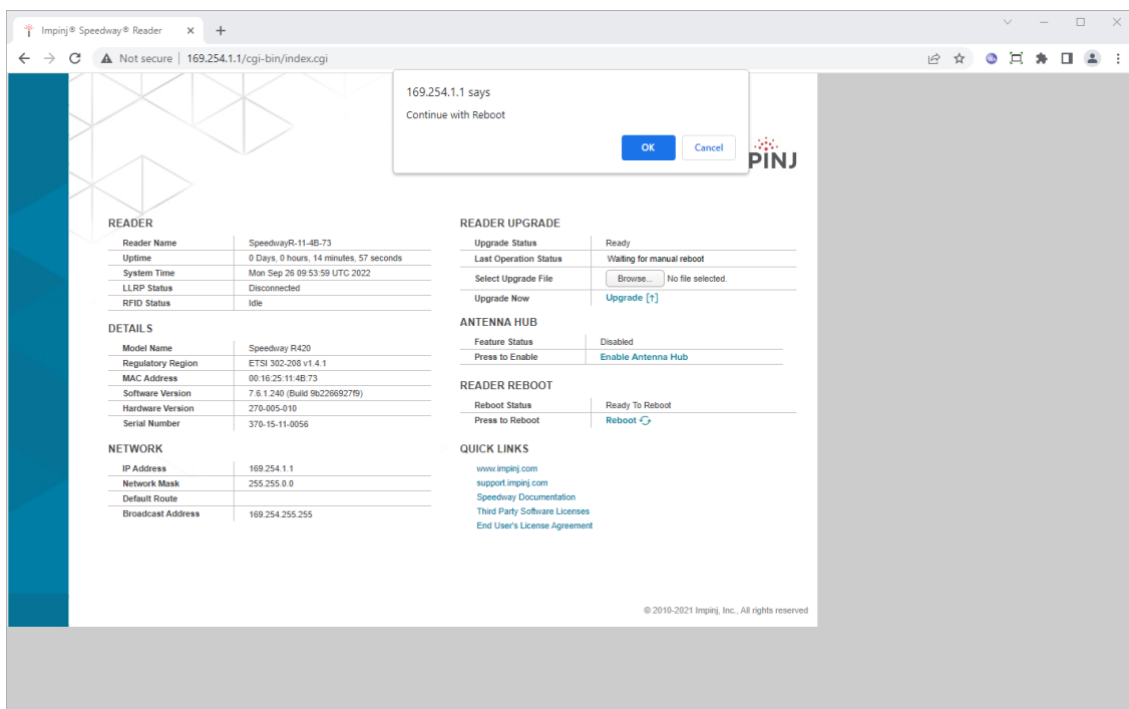 Impinj® Speedway® Reader
Not secure | 169.254.1.1/cgi-bin/index.cgi
169.254.1.1 says
Continue with Reboot
OK Cancel
PINJ
READER
Reader Name SpeedwayR-11-4B-73
Uptime 0 Days, 0 hours, 14 minutes, 57 seconds
System Time Mon Sep 26 09:53:59 UTC 2022
LLRP Status Disconnected
RFID Status Idle
DETAILS
Model Name Speedway R420
Regulatory Region ETSI 302-208 v1.4.1
MAC Address 00:16:25:11:4B:73
Software Version 7.6.1.240 (Build 9b2266927f9)
Hardware Version 270-005-010
Serial Number 370-15-11-0056
NETWORK
IP Address 169.254.1.1
Network Mask 255.255.0.0
Default Route
Broadcast Address 169.254.255.255
READER UPGRADE
Upgrade Status Ready
Last Operation Status Waiting for manual reboot
Select Upgrade File Browse... No file selected.
Upgrade Now Upgrade [↑]
ANTENNA HUB
Feature Status Disabled
Press to Enable Enable Antenna Hub
READER REBOOT
Reboot Status Ready To Reboot
Press to Reboot Reboot
QUICK LINKS
www.impinj.com
support.impinj.com
Speedway Documentation
Third Party Software Licenses
End User's License Agreement
© 2010-2021 Impinj, Inc., All rights reserved